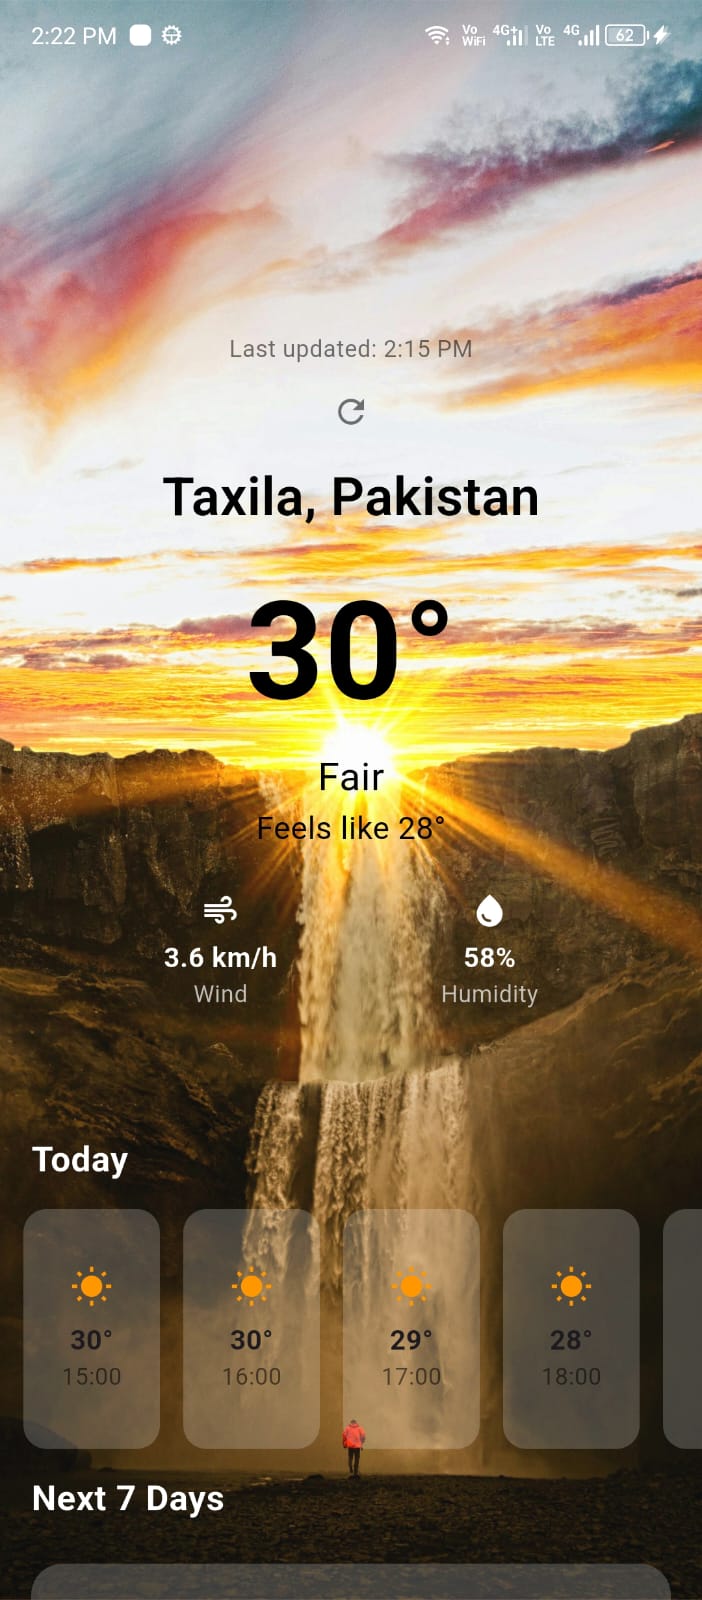 2:22 PM Vo WiFi 4G+ Vo LTE 4G 62
Last updated: 2:15 PM
Taxila, Pakistan
30°
Fair
Feels like 28°
3.6 km/h 58%
Wind Humidity
Today
30° 30° 29° 28°
15:00 16:00 17:00 18:00
Next 7 Days